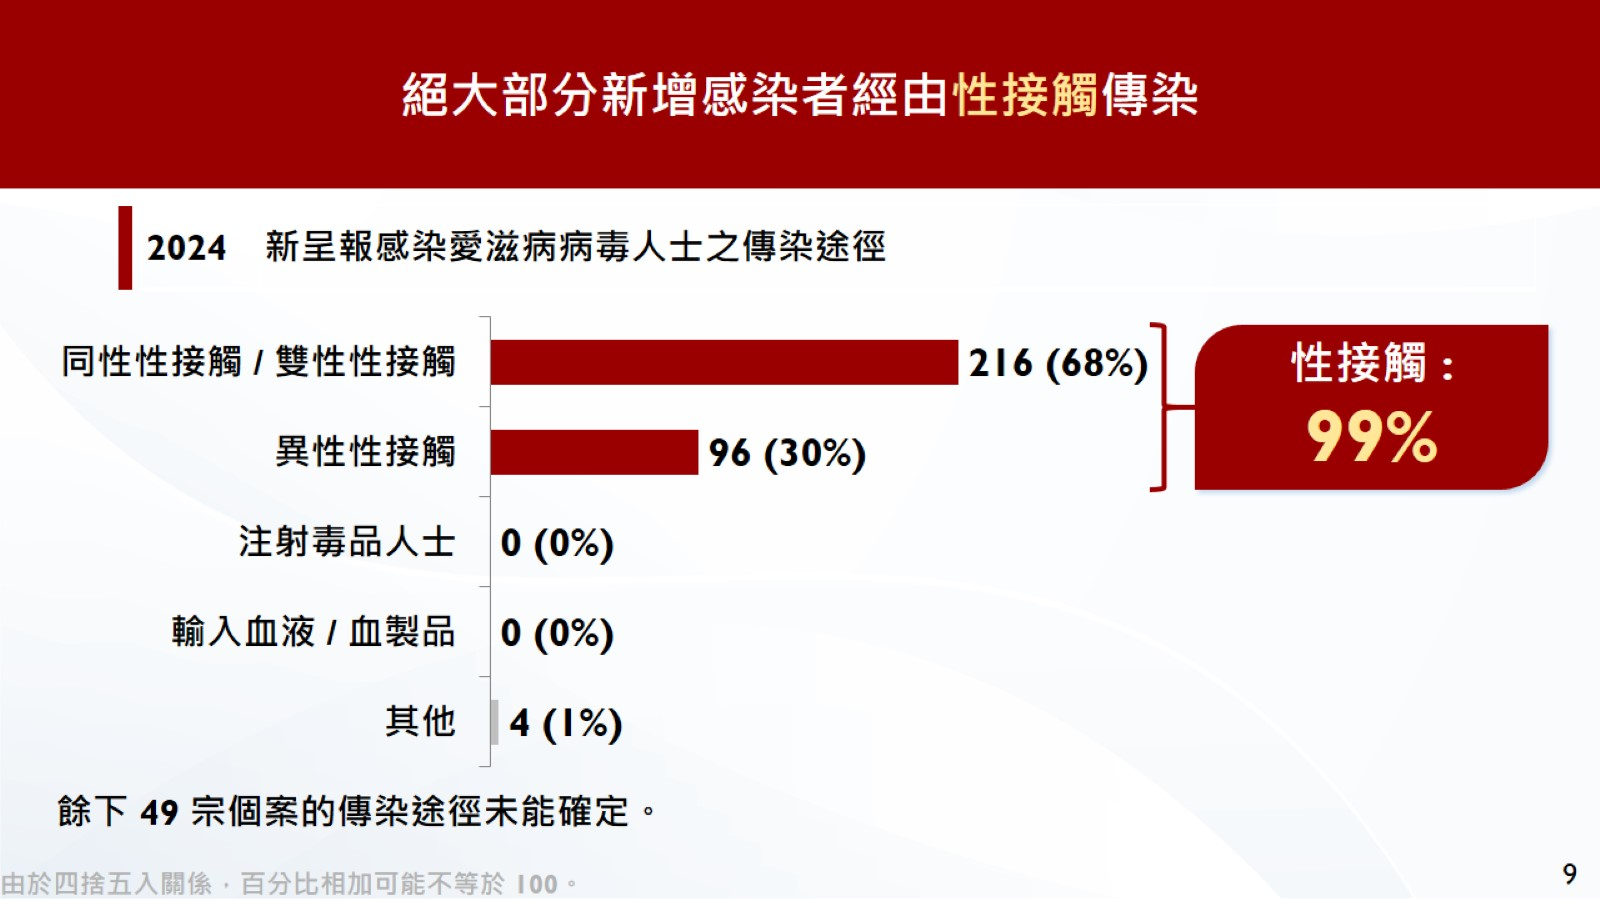 絕大部分新增感染者經由性接觸傳染
2024 新呈報感染愛滋病病毒人士之傳染途徑
同性性接觸 / 雙性性接觸 216 (68%)
異性性接觸 96 (30%)
性接觸 :
99%
注射毒品人士 0 (0%)
輸入血液 / 血製品 0 (0%)
其他 4 (1%)
餘下 49 宗個案的傳染途徑未能確定。
由於四捨五入關係，百分比相加可能不等於 100。
9